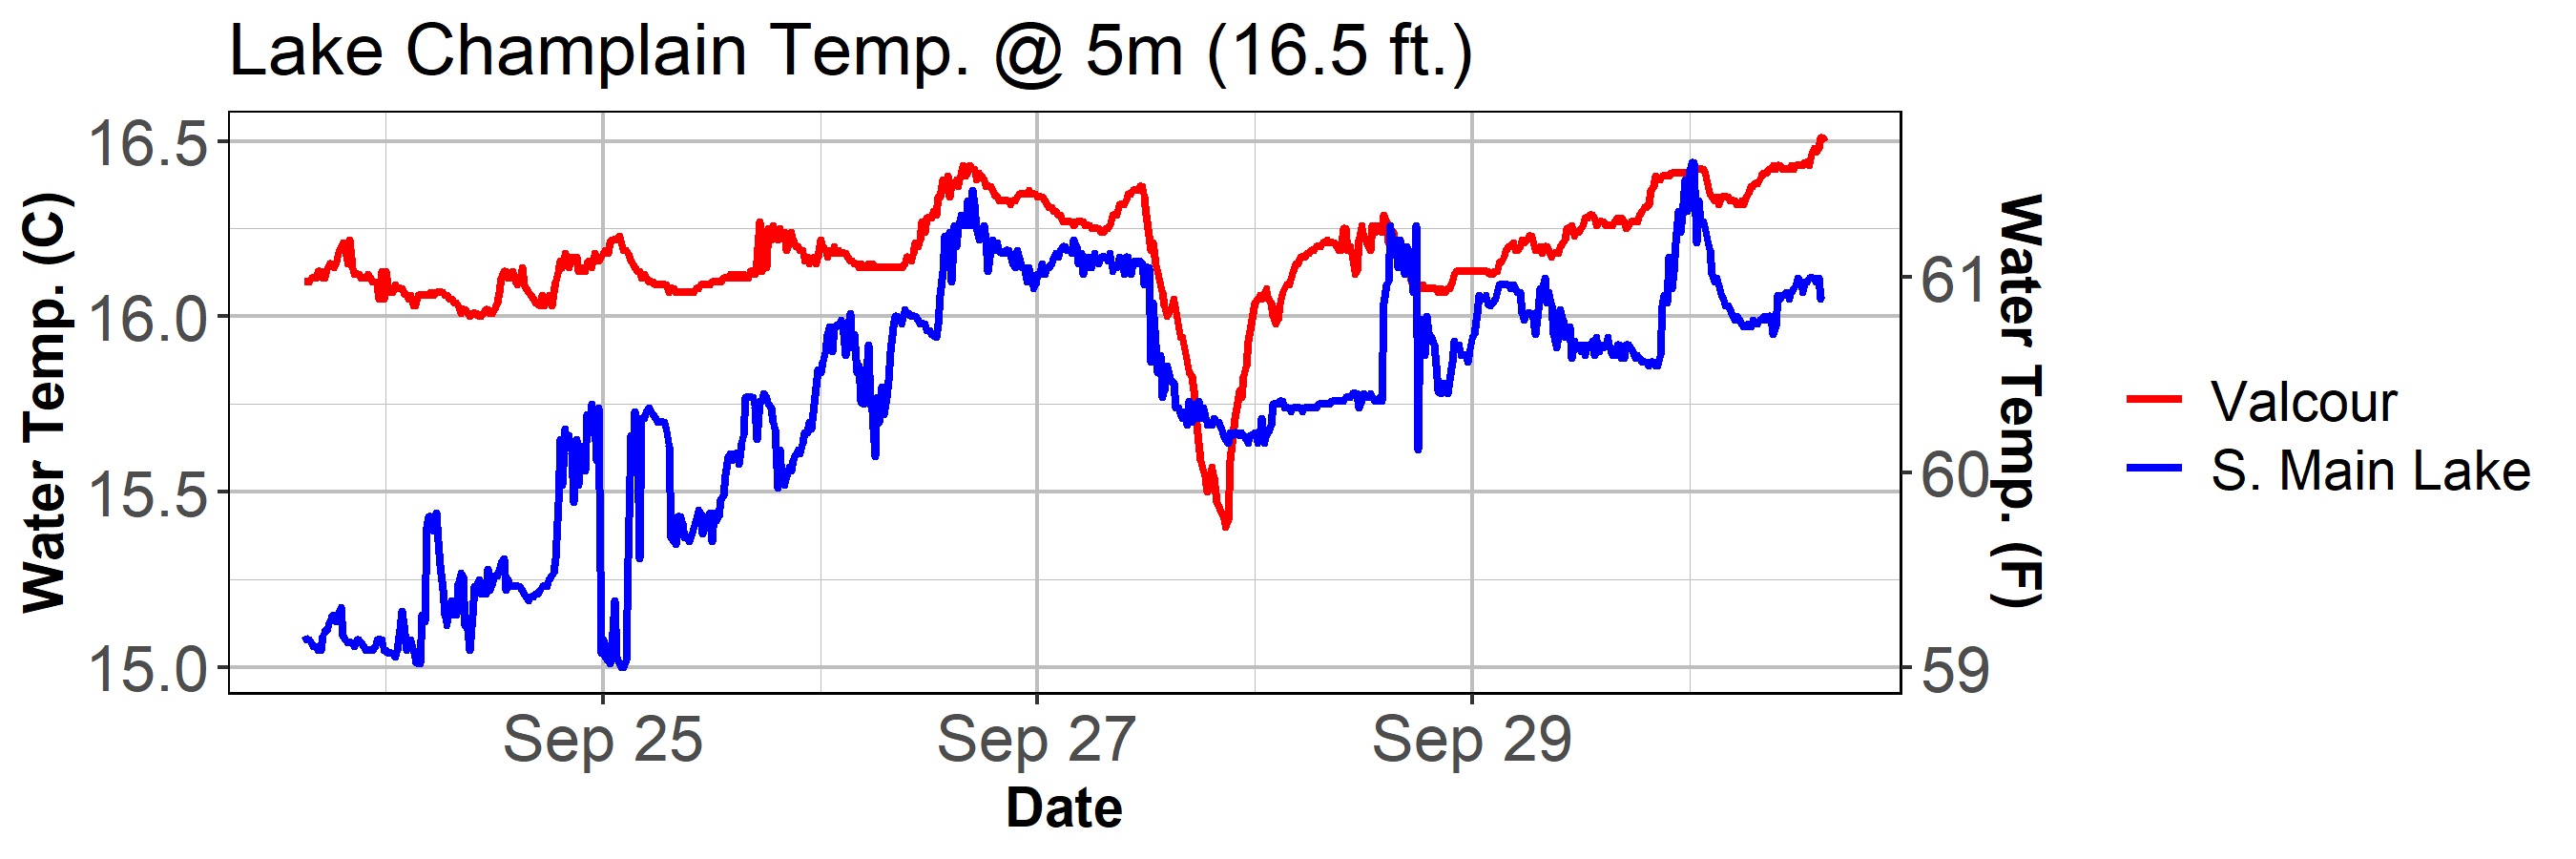 Lake Champlain Temp. @ 5m (16.5 ft.)
Water Temp. (C)
16.5
16.0
15.5
15.0
61
60
59
Water Temp. (F)
Sep 25
Sep 27
Sep 29
Date
Valcour
S. Main Lake